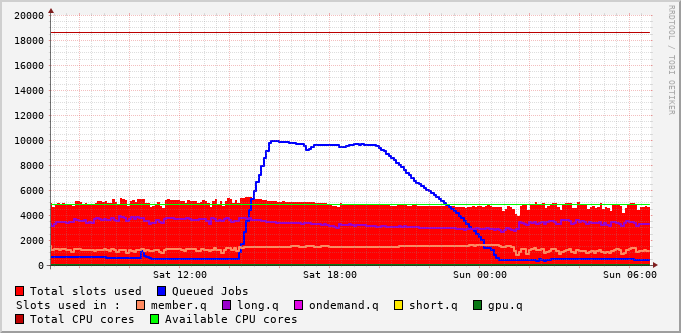 20000
18000
16000
14000
12000
10000
8000
6000
4000
2000
0
Sat 12:00 Sat 18:00 Sun 00:00 Sun 06:00
RRDTOOL / TOBI OETIKER
Total slots used Queued Jobs
Slots used in : member.q long.q ondemand.q short.q gpu.q
Total CPU cores Available CPU cores